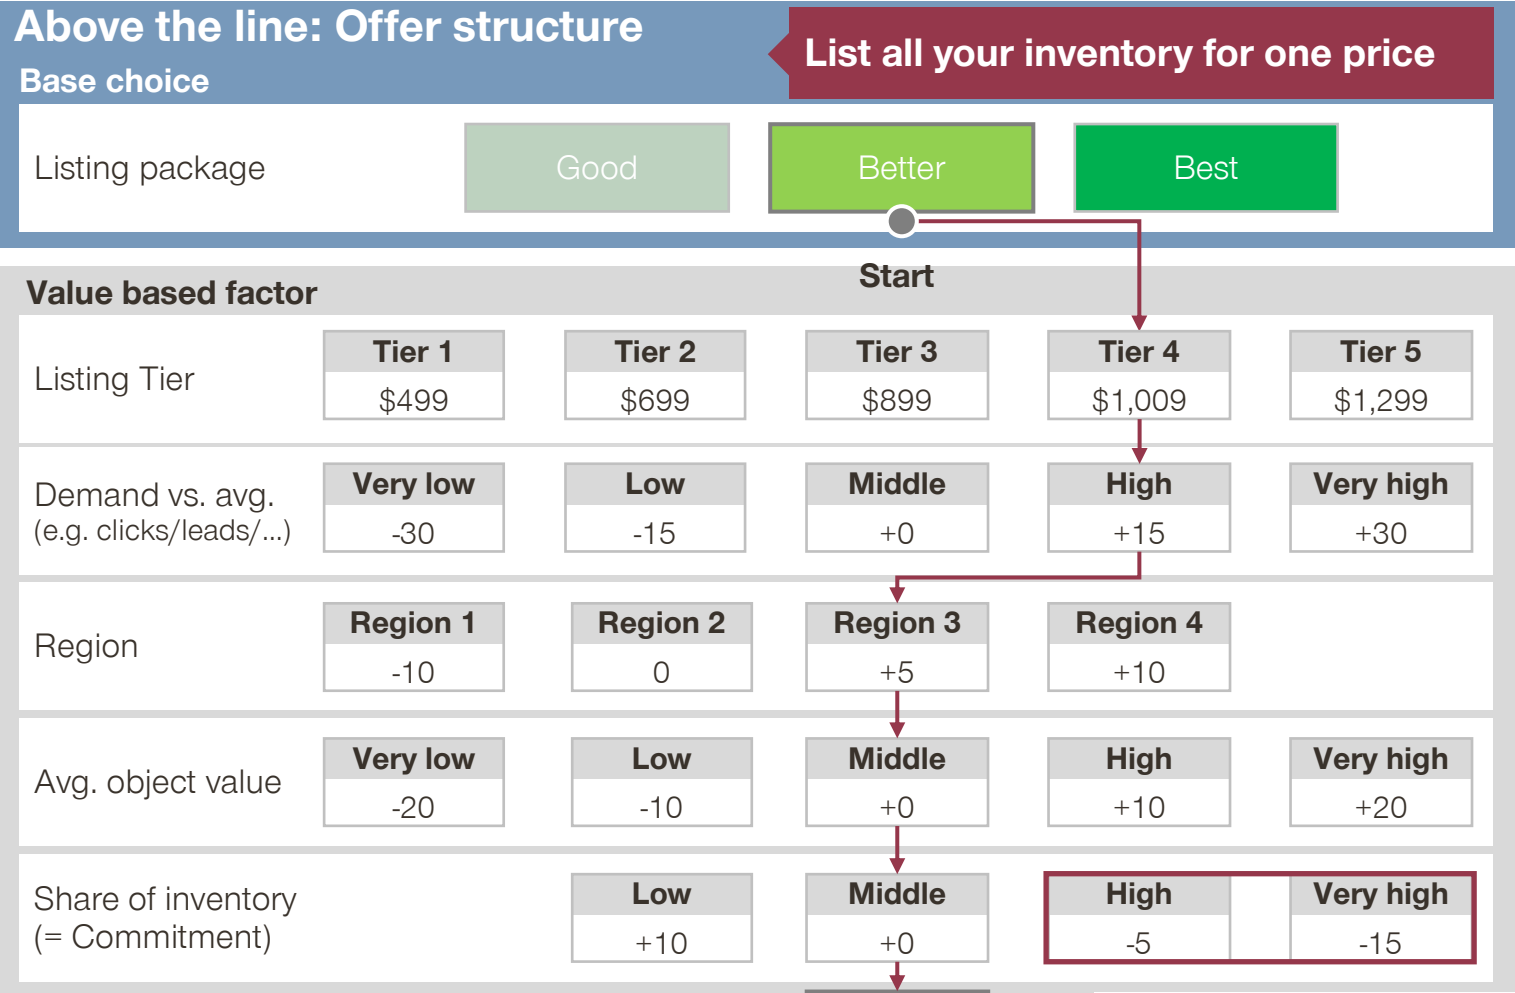 Above the line: Offer structure
List all your inventory for one price
Base choice
Listing package
Good
Better
Best
Start
Value based factor
Listing Tier
Tier 1
Tier 2
Tier 3
Tier 4
Tier 5
$499
$699
$899
$1,009
$1,299
Demand vs. avg.
(e.g. clicks/leads/...)
Very low
Low
Middle
High
Very high
-30
-15
+0
+15
+30
Region
Region 1
Region 2
Region 3
Region 4
-10
0
+5
+10
Avg. object value
Very low
Low
Middle
High
Very high
-20
-10
+0
+10
+20
Share of inventory
(= Commitment)
Low
Middle
High
Very high
+10
+0
-5
-15